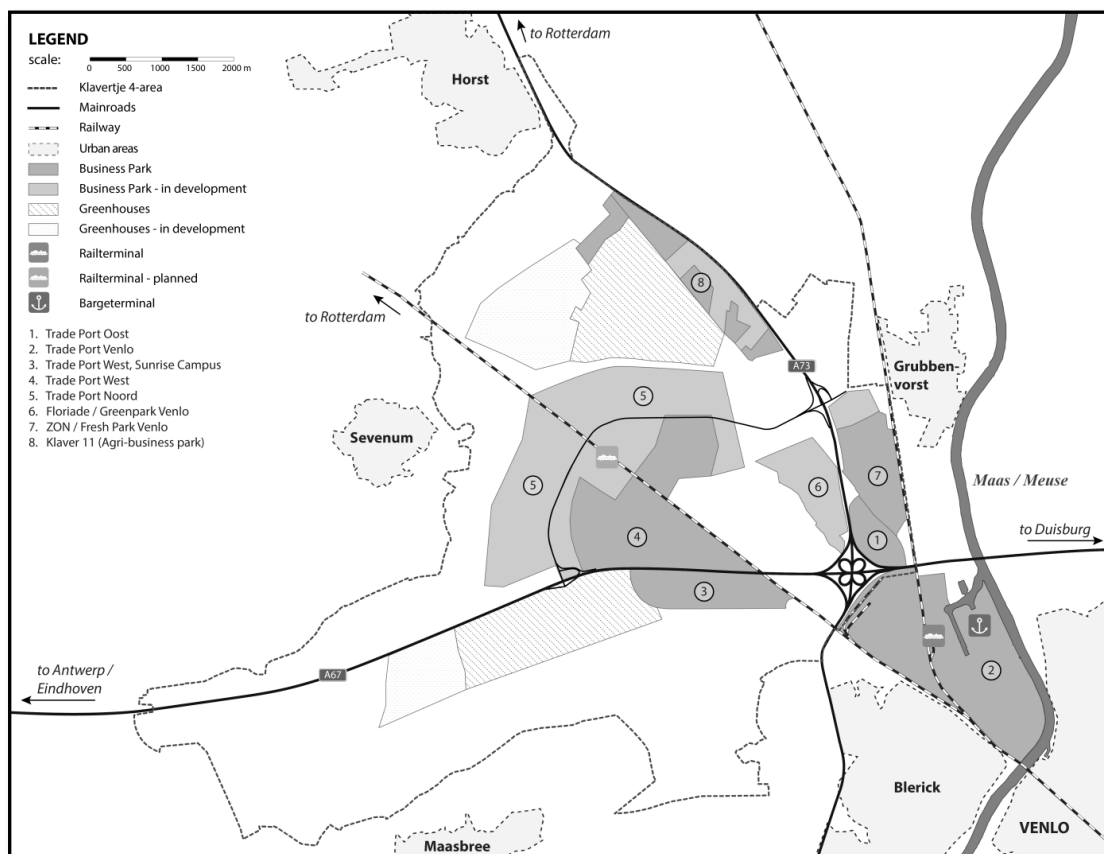 LEGEND
scale:
0 500 1000 1500 2000 m
Klavertje 4-area
Mainroads
Railway
Urban areas
Business Park
Business Park - in development
Greenhouses
Greenhouses - in development
Railterminal
Railterminal - planned
Bargeterminal
1. Trade Port Oost
2. Trade Port Venlo
3. Trade Port West, Sunrise Campus
4. Trade Port West
5. Trade Port Noord
6. Floriade / Greenpark Venlo
7. ZON / Fresh Park Venlo
8. Klaver 11 (Agri-business park)
to Rotterdam
Horst
to Rotterdam
8
A73
Grubben-
vorst
5
Sevenum
5
6
7
Maas / Meuse
4
1
to Duisburg
3
2
to Antwerp /
Eindhoven
A67
Blerick
VENLO
Maasbree